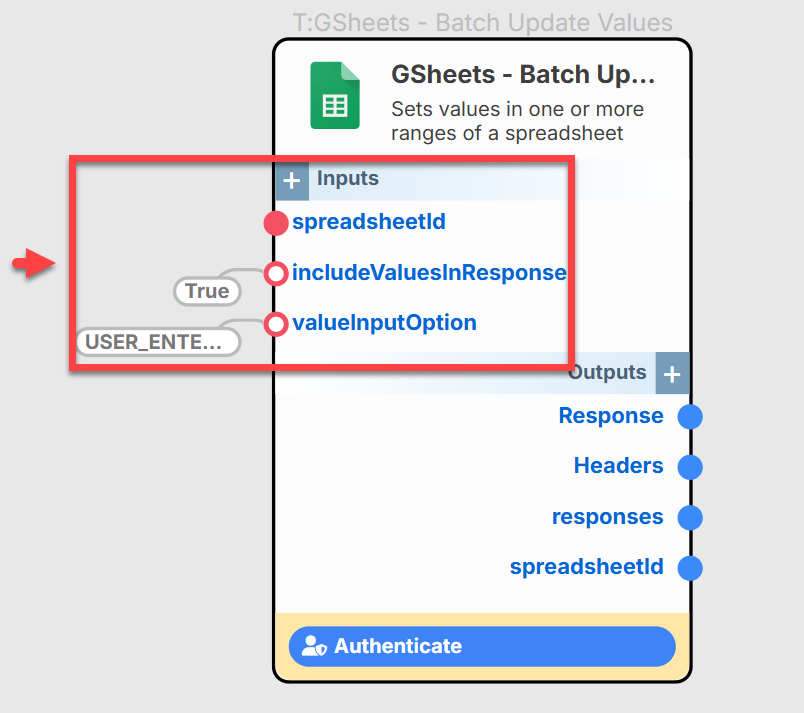 T:GSheets - Batch Update Values
GSheets - Batch Up...
Sets values in one or more
ranges of a spreadsheet
+ Inputs
spreadsheetId
includeValuesInResponse
True
valueInputOption
USER_ENTE...
Outputs +
Response
Headers
responses
spreadsheetId
Authenticate